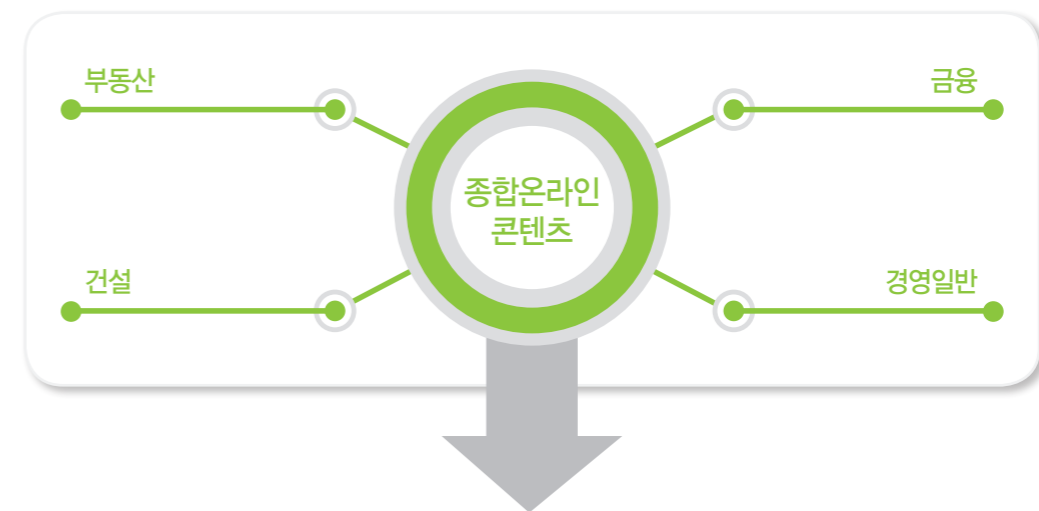 부동산
금융
종합온라인
콘텐츠
건설
경영일반